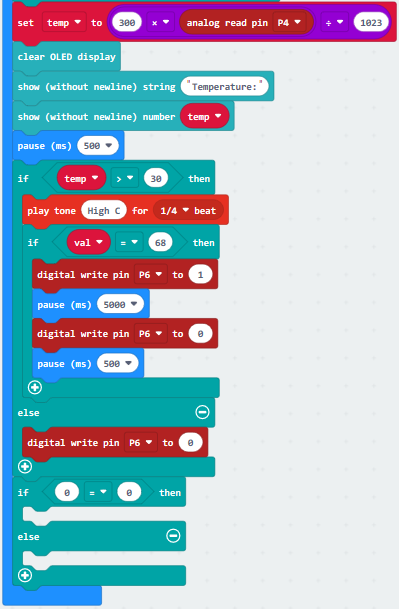 set temp to 300 × analog read pin P4 ÷ 1023
clear OLED display
show (without newline) string "Temperature:"
show (without newline) number temp
pause (ms) 500
if temp > 30 then
play tone High C for 1/4 beat
if val = 68 then
digital write pin P6 to 1
pause (ms) 5000
digital write pin P6 to 0
pause (ms) 500
else
digital write pin P6 to 0
if 0 = 0 then
else